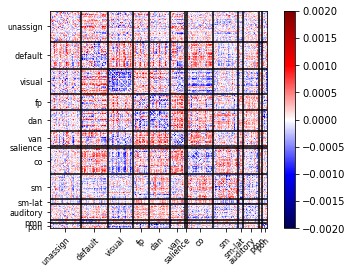 unassign
default
visual
fp
dan
van
salience
co
sm
sm-lat
auditory
pmn
pon
unassign
default
visual
fp
dan
van
salience
co
sm
sm-lat
auditory
0.0020
0.0015
0.0010
0.0005
0.0000
−0.0005
−0.0010
−0.0015
−0.0020